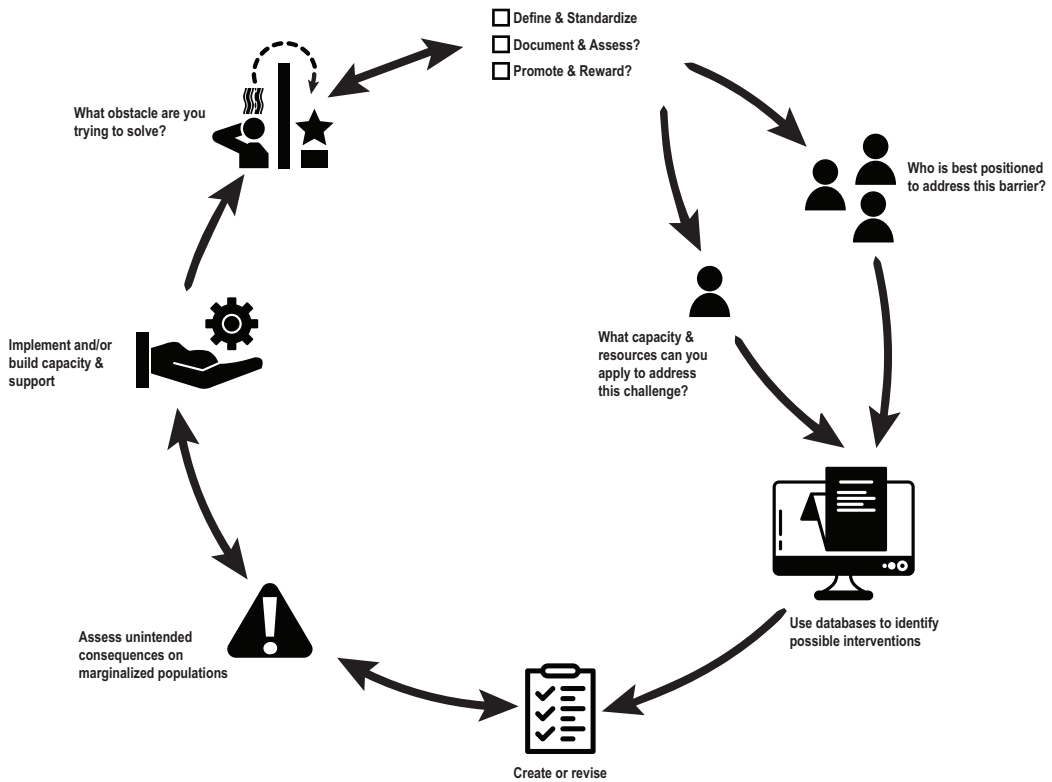 Define & Standardize
Document & Assess?
Promote & Reward?
What obstacle are you
trying to solve?
Who is best positioned
to address this barrier?
What capacity &
resources can you
apply to address
this challenge?
Implement and/or
build capacity &
support
Use databases to identify
possible interventions
Assess unintended
consequences on
marginalized populations
Create or revise